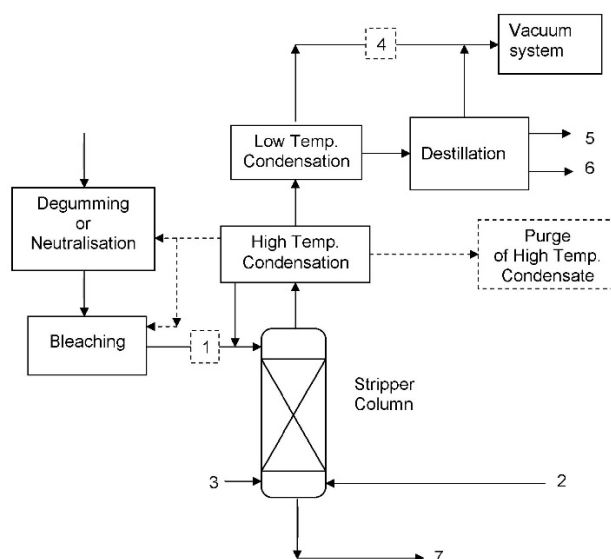 4
Vacuum
system
Low Temp.
Condensation
Destillation
5
6
Degumming
or
Neutralisation
High Temp.
Condensation
Purge
of High Temp.
Condensate
Bleaching
1
Stripper
Column
3
2
7